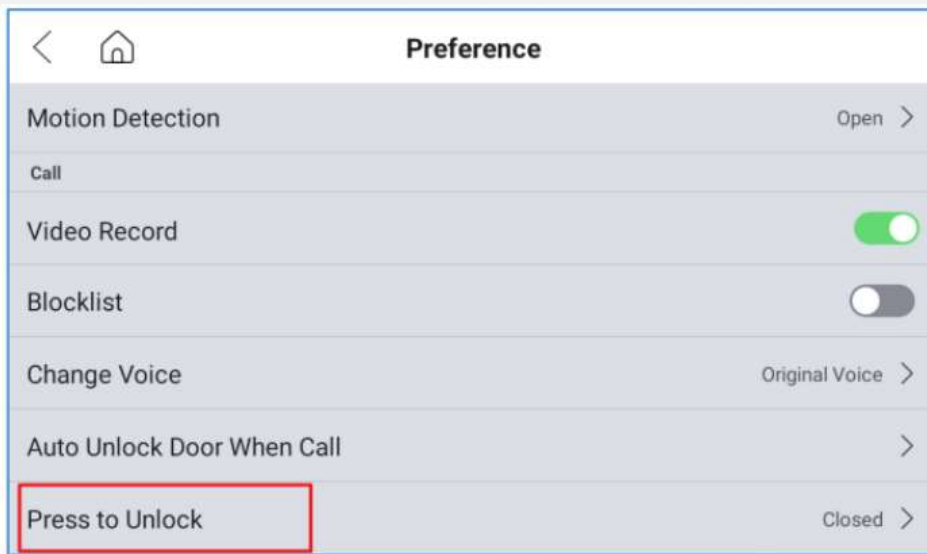 Preference
Motion Detection Open
Call
Video Record
Blocklist
Change Voice Original Voice
Auto Unlock Door When Call
Press to Unlock Closed